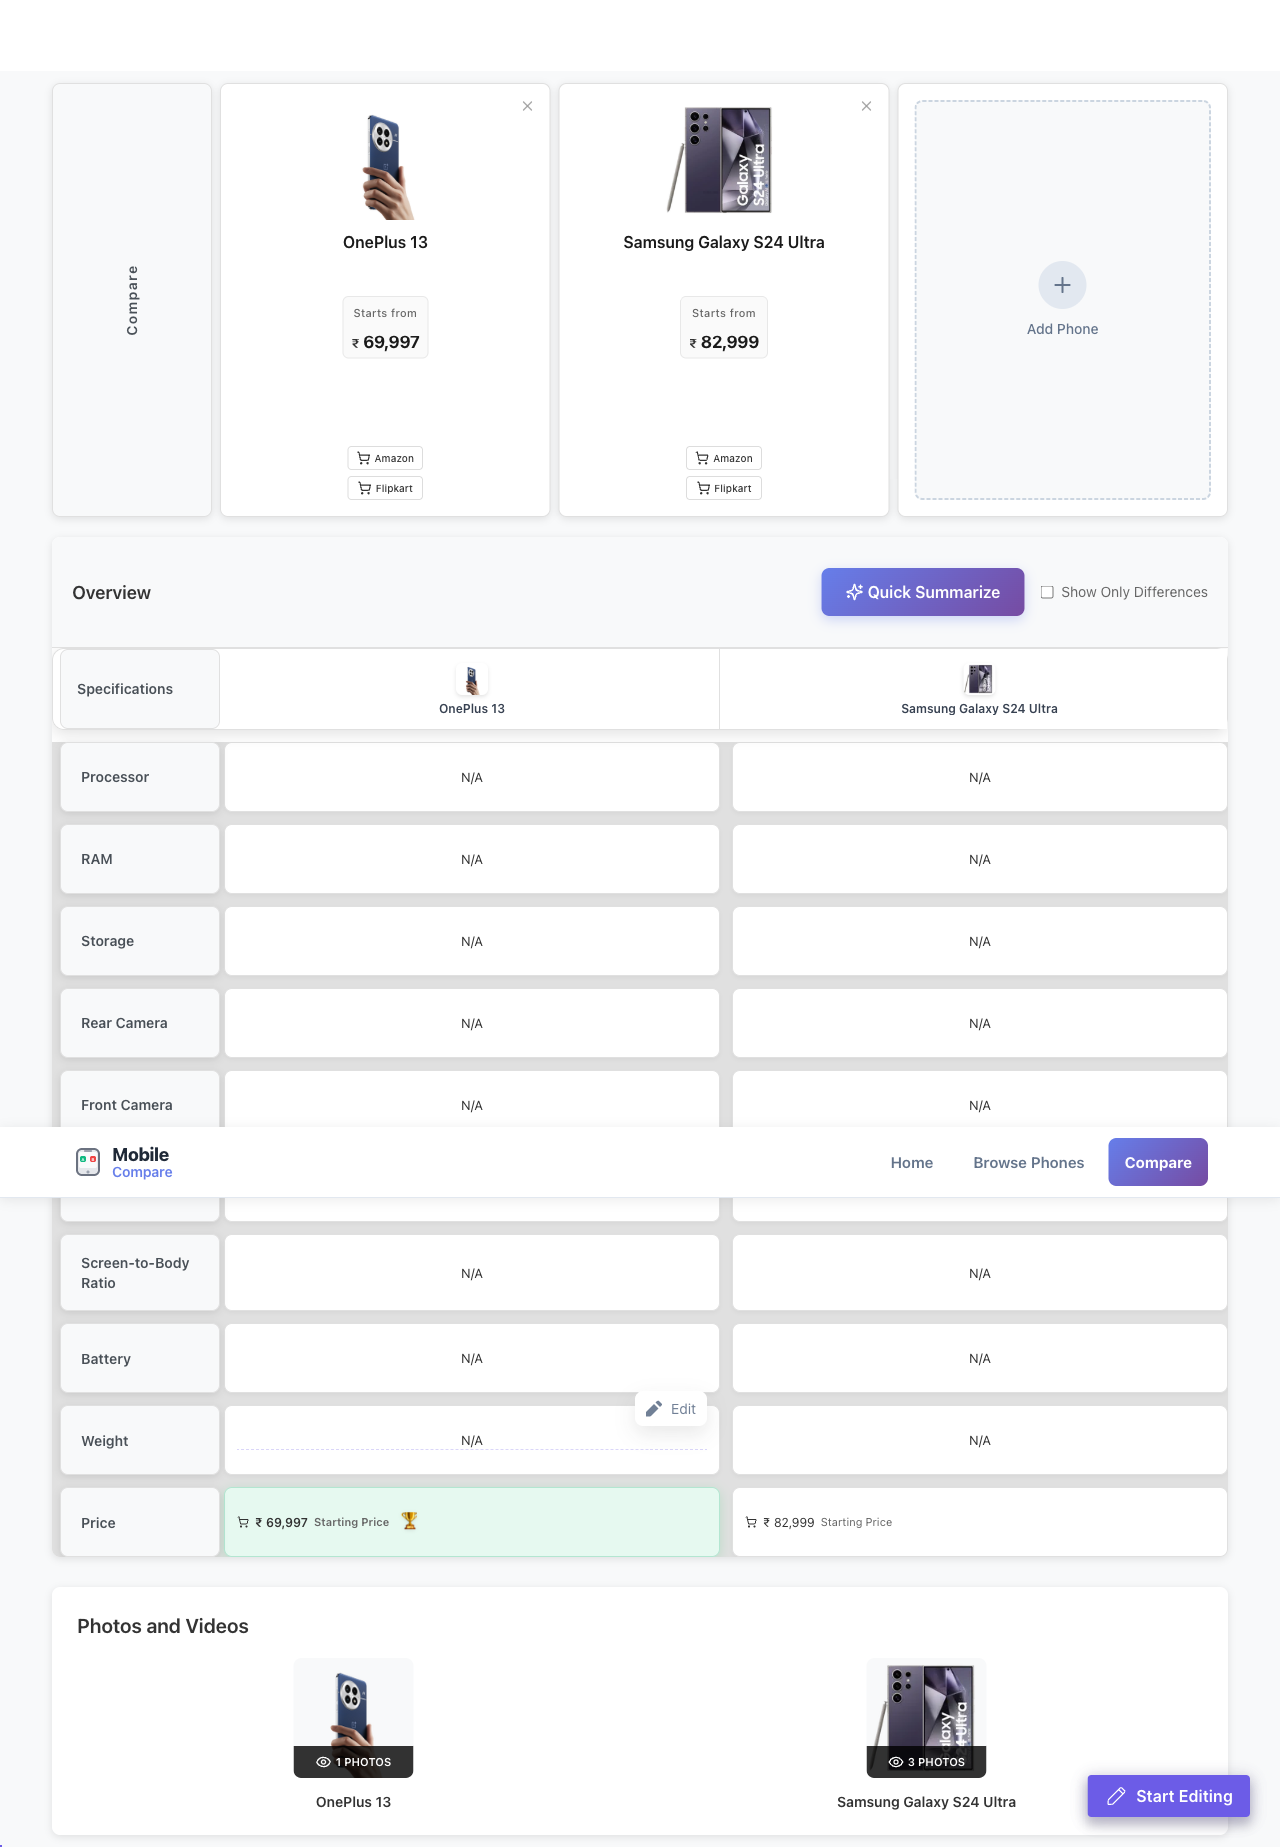 Compare
OnePlus 13
Starts from
₹ 69,997
Amazon
Flipkart
Galaxy
S24 Ultra
Samsung Galaxy S24 Ultra
Starts from
₹ 82,999
Amazon
Flipkart
Add Phone
Overview
Quick Summarize
Show Only Differences
Specifications
OnePlus 13
Samsung Galaxy S24 Ultra
Processor
N/A
N/A
RAM
N/A
N/A
Storage
N/A
N/A
Rear Camera
N/A
N/A
Front Camera
N/A
N/A
Mobile
Compare
Home
Browse Phones
Compare
Screen-to-Body
Ratio
N/A
N/A
Battery
N/A
N/A
Edit
Weight
N/A
N/A
Price
₹ 69,997 Starting Price
₹ 82,999 Starting Price
Photos and Videos
1 PHOTOS
OnePlus 13
alaxy
4 Ultra
3 PHOTOS
Samsung Galaxy S24 Ultra
Start Editing